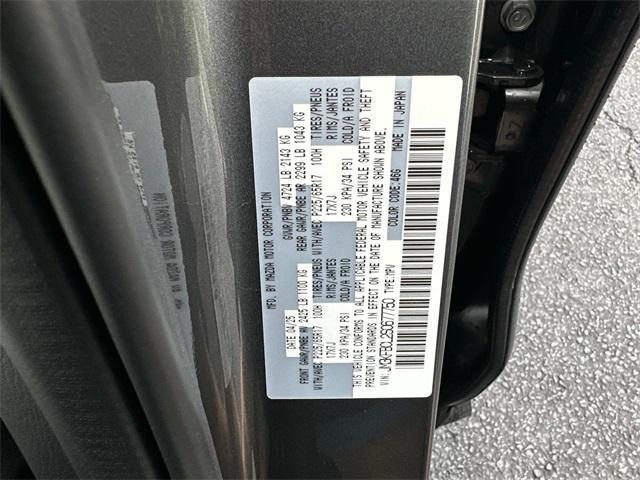 MFD. BY MAZDA MOTOR CORPORATION
DATE 04/25 GVWR/PNBV 4724 LB 2143 KG
FRONT GAWR/PNBE AV 2425 LB 1100 KG REAR GAWR/PNBE AR 2299 LB 1043 KG
WITH/AVEC P225/65R17 100H TIRES/PNEUS WITH/AVEC P225/65R17 100H TIRES/PNEUS
17X7J RIMS/JANTES 17X7J RIMS/JANTES
230 KPA/34 PSI COLD/A FROID 230 KPA/34 PSI COLD/A FROID
THIS VEHICLE CONFORMS TO ALL APPLICABLE FEDERAL MOTOR VEHICLE SAFETY AND THEFT
PREVENTION STANDARDS IN EFFECT ON THE DATE OF MANUFACTURE SHOWN ABOVE.
VIN: TYPE:MPV COLOR CODE:46G MADE IN JAPAN